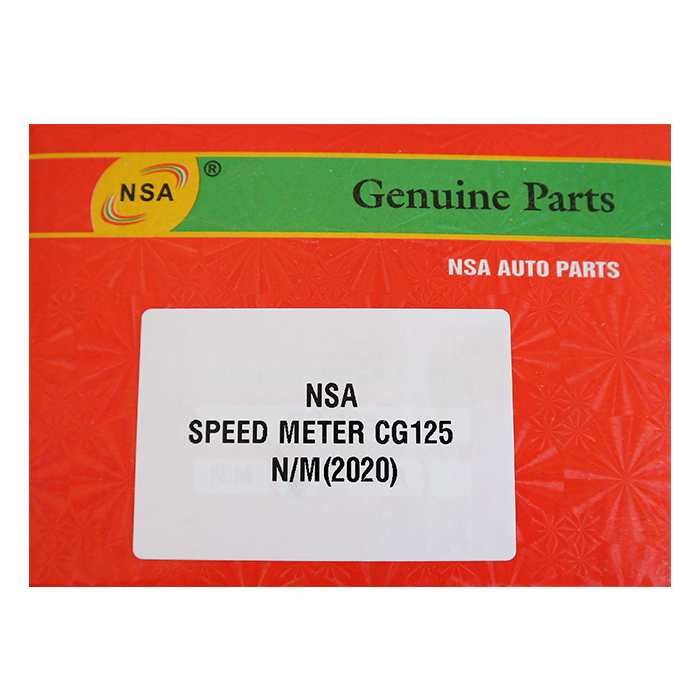 NSA ®
Genuine Parts
NSA AUTO PARTS
NSA
SPEED METER CG125
N/M(2020)